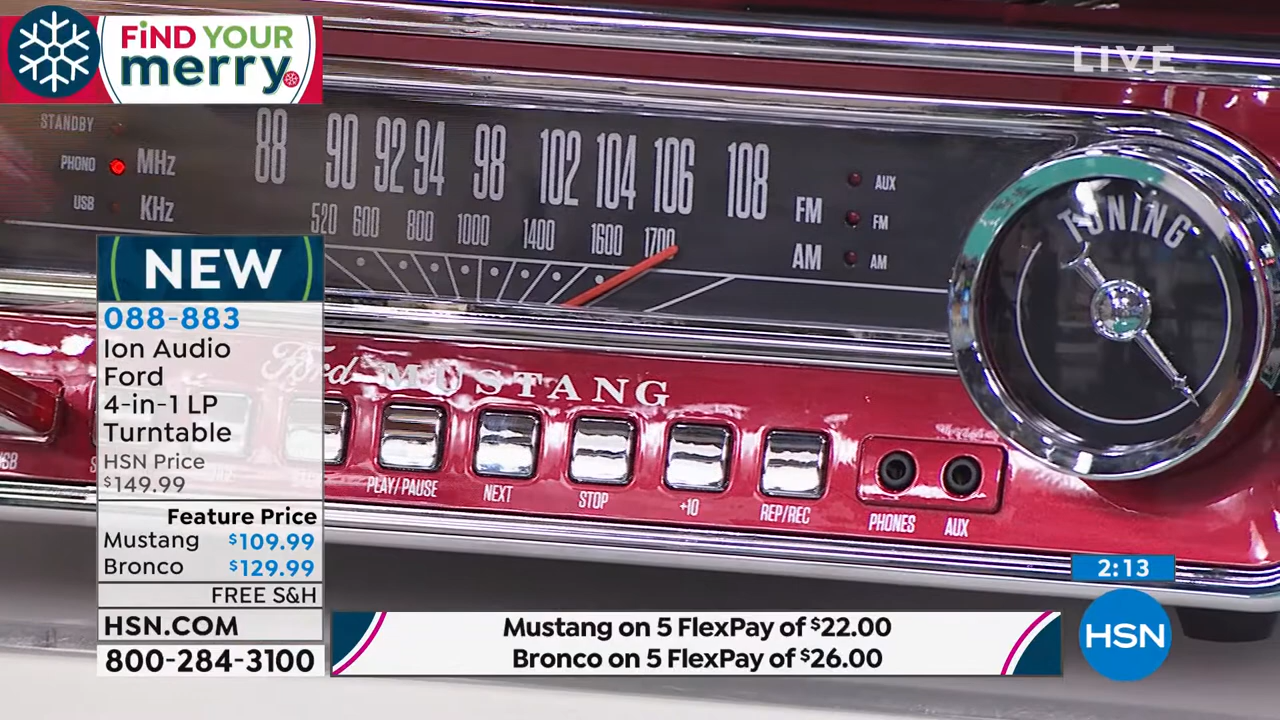 FiND YOUR
merry
LIVE
STANDBY
PHONO
USB
MHz
KHz
88 90 92 94 98 102 104 106 108
520 600 800 1000 1400 1600 1700
FM
AM
AUX
FM
AM
TUNING
NEW
088-883
Ion Audio
Ford
4-in-1 LP
Turntable
HSN Price
$149.99
Feature Price
Mustang $109.99
Bronco $129.99
FREE S&H
HSN.COM
800-284-3100
Ford MUSTANG
PLAY/PAUSE
NEXT
STOP
+10
REP/REC
PHONES
AUX
2:13
HSN
Mustang on 5 FlexPay of $22.00
Bronco on 5 FlexPay of $26.00